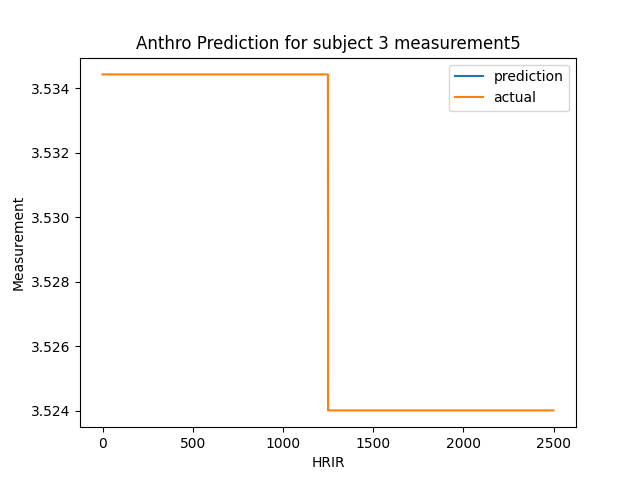 Anthro Prediction for subject 3 measurement5
prediction
actual
3.534
3.532
3.530
3.528
3.526
3.524
Measurement
0 500 1000 1500 2000 2500
HRIR